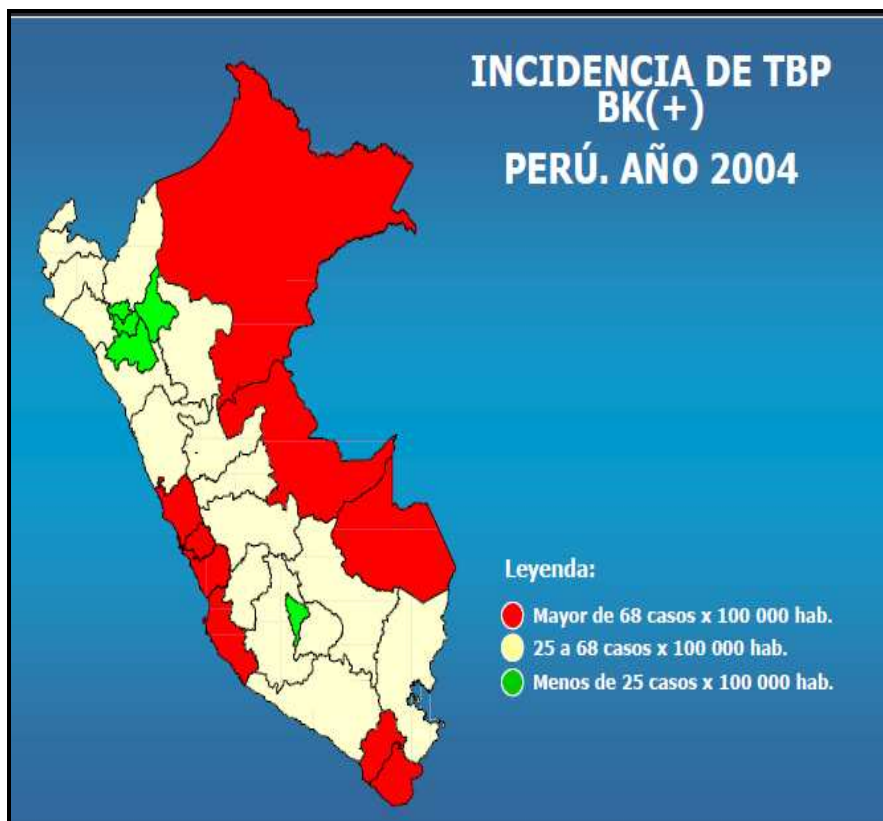 INCIDENCIA DE TBP
BK(+)
PERÚ. AÑO 2004
Leyenda:
Mayor de 68 casos x 100 000 hab.
25 a 68 casos x 100 000 hab.
Menos de 25 casos x 100 000 hab.